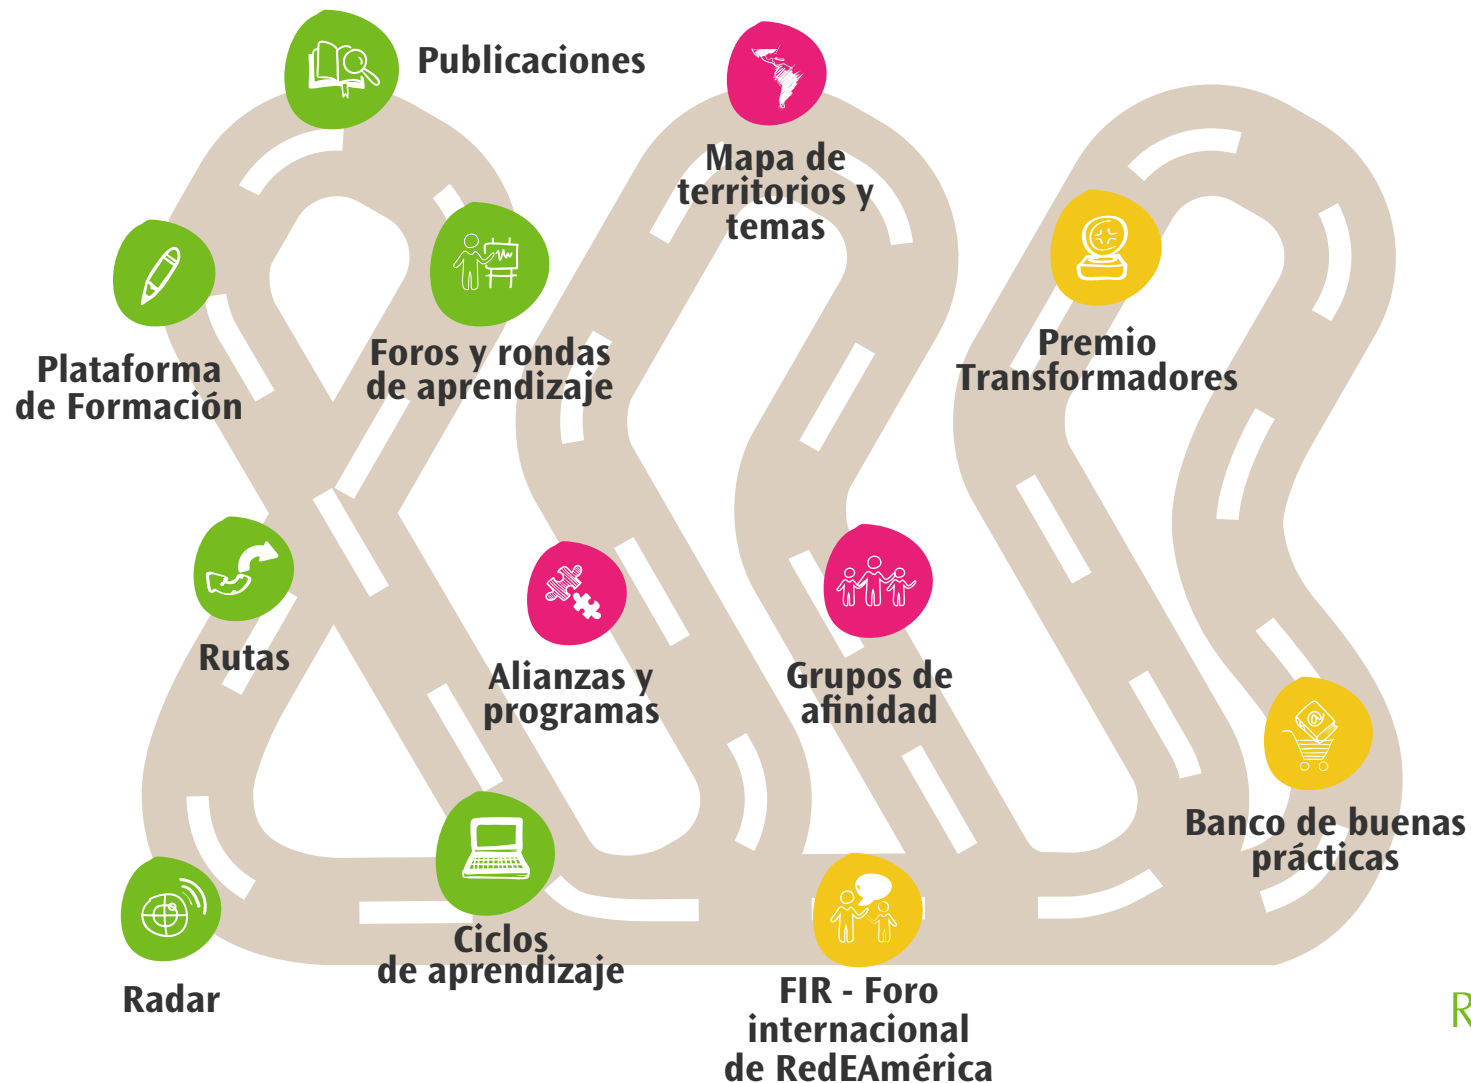 Publicaciones
Mapa de
territorios y
temas
Plataforma
de Formación
Foros y rondas
de aprendizaje
Premio
Transformadores
Rutas
Alianzas y
programas
Grupos de
afinidad
Banco de buenas
prácticas
@
Ciclos
de aprendizaje
Radar
FIR - Foro
internacional
de RedEAmérica
R